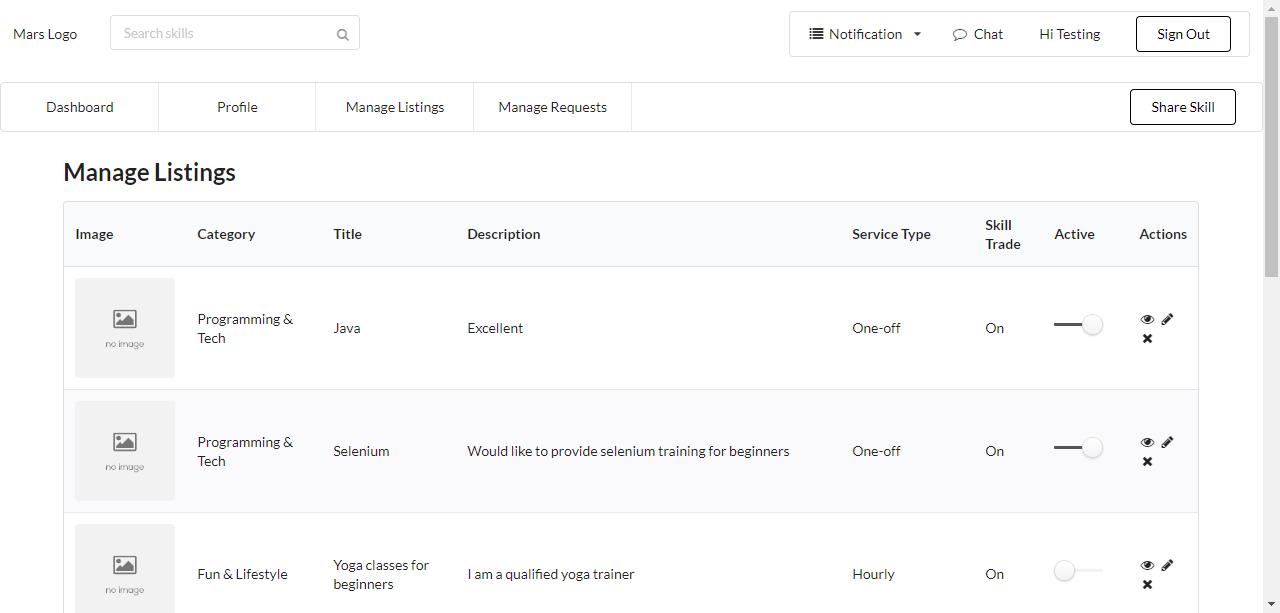 Mars Logo
Search skills
Notification
Chat
Hi Testing
Sign Out
Dashboard
Profile
Manage Listings
Manage Requests
Share Skill
Manage Listings
Image
Category
Title
Description
Service Type
Skill
Trade
Active
Actions
no image
Programming &
Tech
Java
Excellent
One-off
On
no image
Programming &
Tech
Selenium
Would like to provide selenium training for beginners
One-off
On
no image
Fun & Lifestyle
Yoga classes for
beginners
I am a qualified yoga trainer
Hourly
On